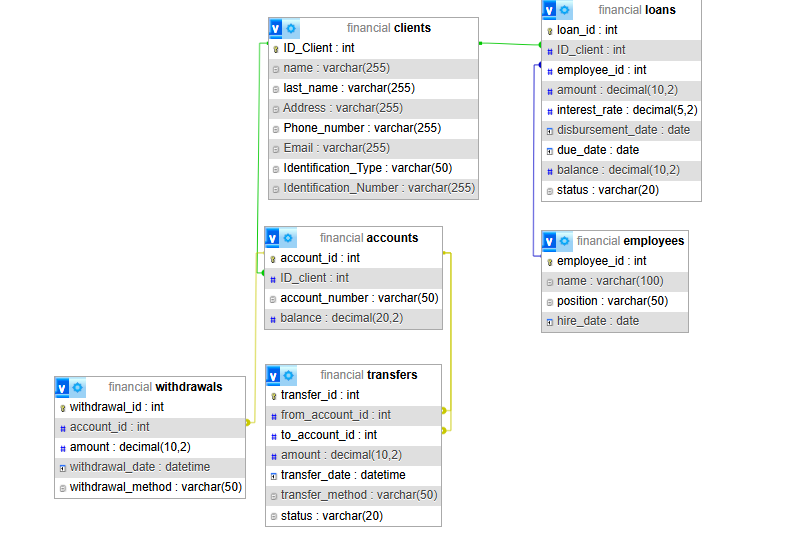 financial clients
ID_Client : int
name : varchar(255)
last_name : varchar(255)
Address : varchar(255)
Phone_number : varchar(255)
Email : varchar(255)
Identification_Type : varchar(50)
Identification_Number : varchar(255)
financial loans
loan_id : int
ID_client : int
employee_id : int
amount : decimal(10,2)
interest_rate : decimal(5,2)
disbursement_date : date
due_date : date
balance : decimal(10,2)
status : varchar(20)
financial accounts
account_id : int
ID_client : int
account_number : varchar(50)
balance : decimal(20,2)
financial employees
employee_id : int
name : varchar(100)
position : varchar(50)
hire_date : date
financial withdrawals
withdrawal_id : int
account_id : int
amount : decimal(10,2)
withdrawal_date : datetime
withdrawal_method : varchar(50)
financial transfers
transfer_id : int
from_account_id : int
to_account_id : int
amount : decimal(10,2)
transfer_date : datetime
transfer_method : varchar(50)
status : varchar(20)